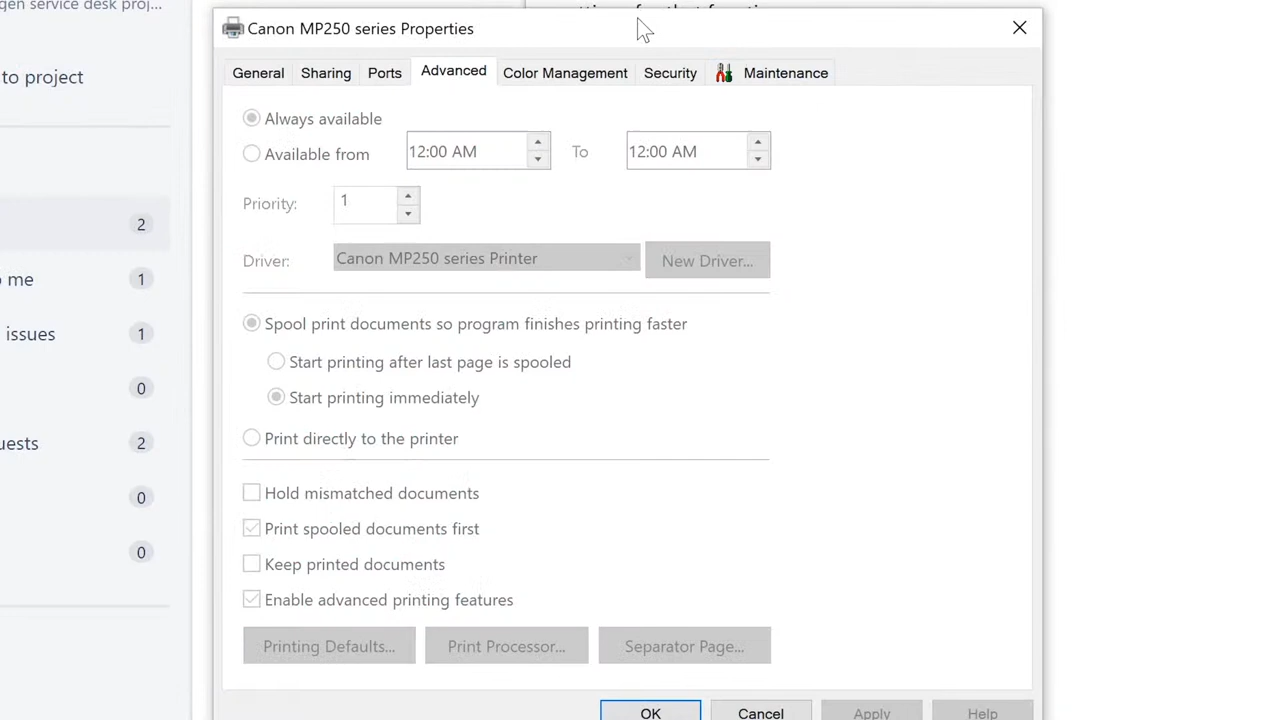 gen service desk proj...
Canon MP250 series Properties
to project
General Sharing Ports Advanced Color Management Security Maintenance
Always available
Available from 12:00 AM To 12:00 AM
Priority: 1
2
Driver: Canon MP250 series Printer New Driver...
me 1
Spool print documents so program finishes printing faster
issues 1
Start printing after last page is spooled
0
Start printing immediately
uests 2
Print directly to the printer
0
Hold mismatched documents
Print spooled documents first
0
Keep printed documents
Enable advanced printing features
Printing Defaults... Print Processor... Separator Page...
OK Cancel Apply Help